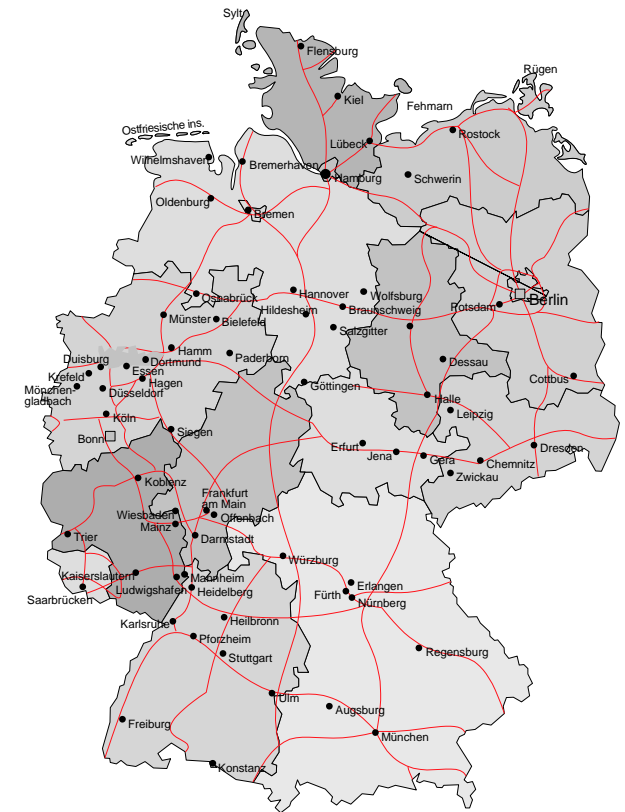 Sylt
Flensburg
Rügen
Kiel
Fehmarn
Ostfriesische ins.
Rostock
Lübeck
Wilhelmshaven
Bremerhaven
Hamburg
Schwerin
Oldenburg
Bremen
Osnabrück
Hannover
Wolfsburg
Berlin
Hildesheim
Braunschweig
Potsdam
Münster
Bielefeld
Salzgitter
Hamm
Paderborn
Duisburg
Dortmund
Dessau
Essen
Krefeld
Hagen
Cottbus
Mönchen-
gladbach
Düsseldorf
Göttingen
Halle
Leipzig
Köln
Siegen
Bonn
Erfurt
Jena
Gera
Dresden
Chemnitz
Zwickau
Koblenz
Frankfurt
am Main
Wiesbaden
Offenbach
Mainz
Trier
Darmstadt
Würzburg
Kaiserslautern
Mannheim
Erlangen
Ludwigshafen
Heidelberg
Fürth
Nürnberg
Saarbrücken
Karlsruhe
Heilbronn
Pforzheim
Stuttgart
Regensburg
Ulm
Augsburg
Freiburg
München
Konstanz